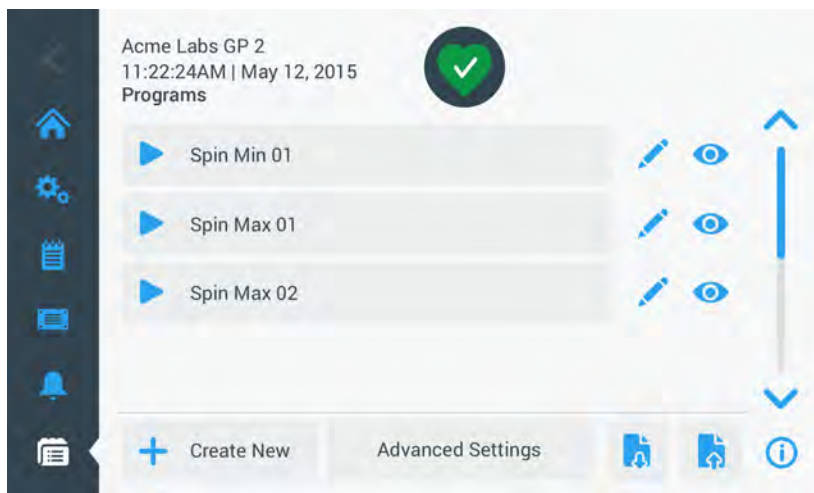 Acme Labs GP 2
11:22:24AM | May 12, 2015
Programs
Spin Min 01
Spin Max 01
Spin Max 02
Create New
Advanced Settings